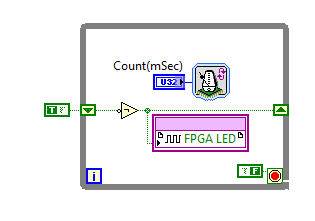 Count(mSec)
U32
T
FPGA LED
F
i